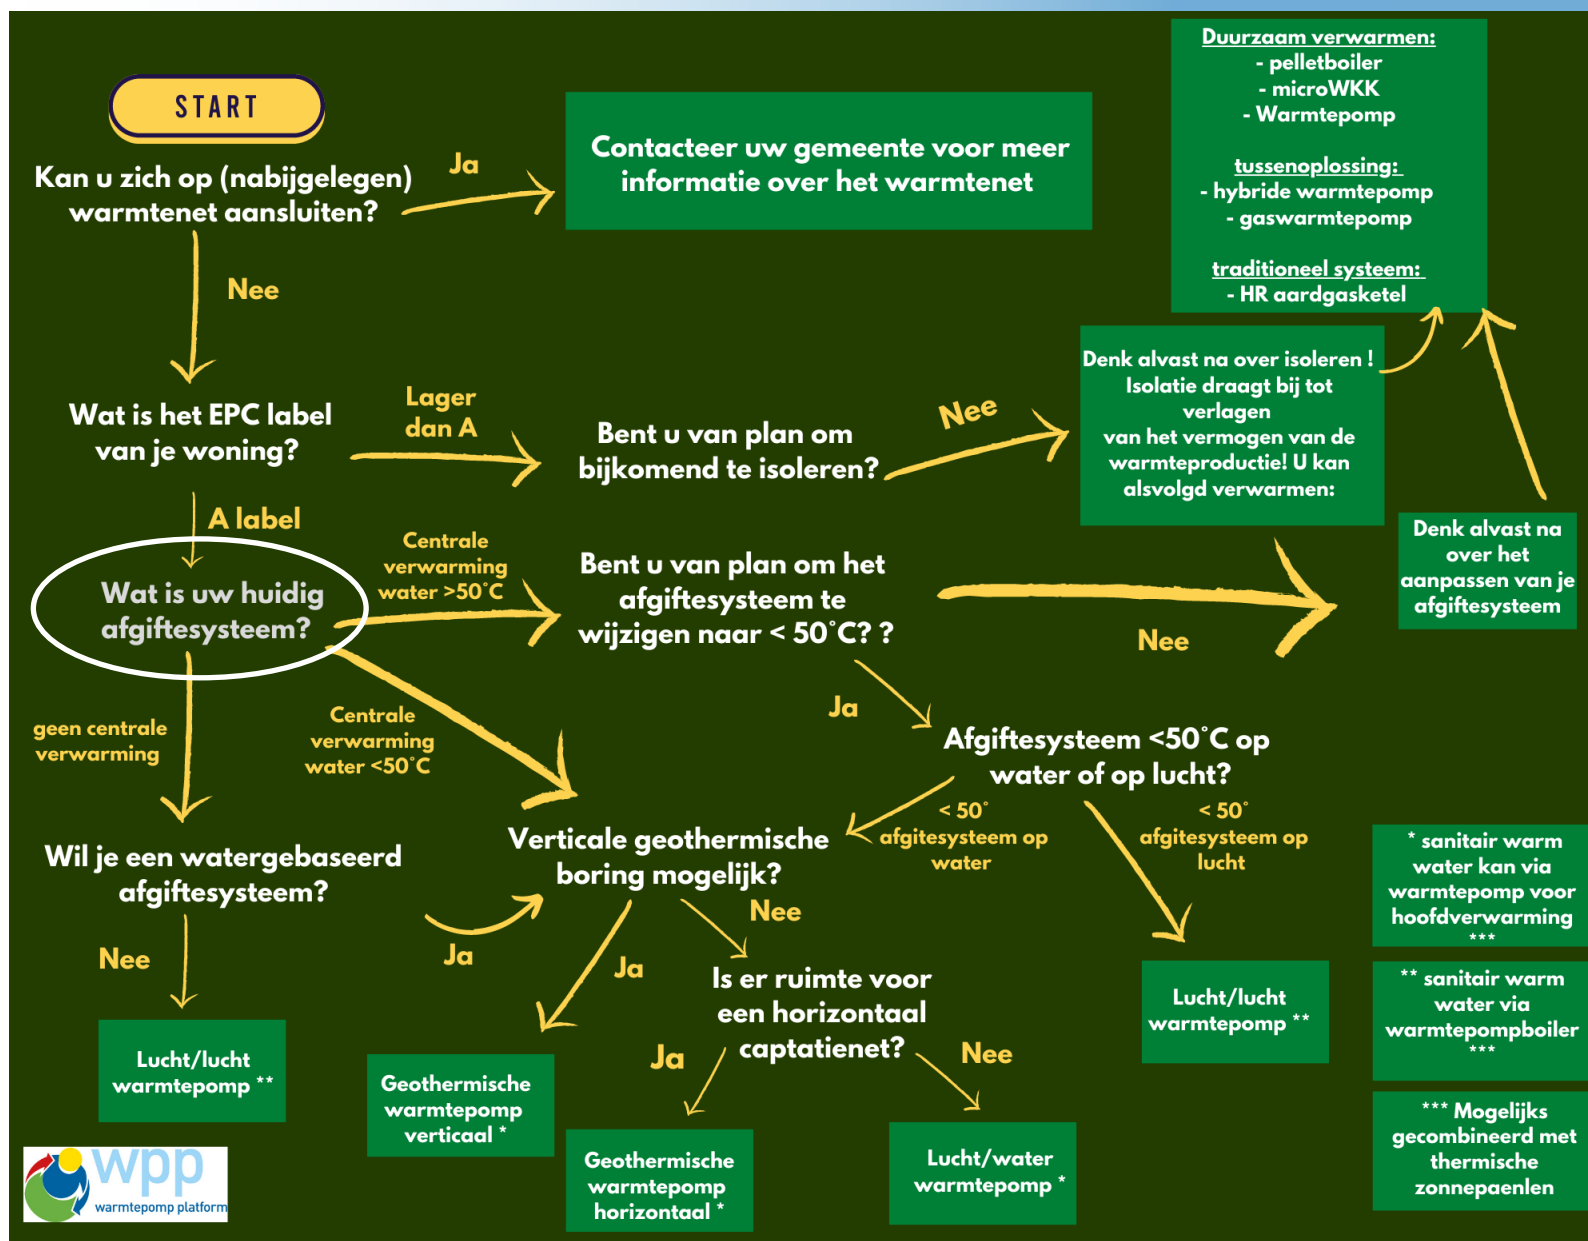 START
Kan u zich op (nabijgelegen)
warmtenet aansluiten?
Ja
Contacteer uw gemeente voor meer
informatie over het warmtenet
Duurzaam verwarmen:
- pelletboiler
- microWKK
- Warmtepomp
tussenoplossing:
- hybride warmtepomp
- gaswarmtepomp
traditioneel systeem:
- HR aardgasketel
Nee
Wat is het EPC label
van je woning?
Lager
dan A
Bent u van plan om
bijkomend te isoleren?
Nee
Denk alvast na over isoleren !
Isolatie draagt bij tot
verlagen
van het vermogen van de
warmteproductie! U kan
alsvolgd verwarmen:
A label
Wat is uw huidig
afgiftesysteem?
Centrale
verwarming
water >50°C
Bent u van plan om het
afgiftesysteem te
wijzigen naar < 50°C? ?
Nee
Denk alvast na
over het
aanpassen van je
afgiftesysteem
geen centrale
verwarming
Centrale
verwarming
water <50°C
Ja
Afgiftesysteem <50°C op
water of op lucht?
< 50°
afgitesysteem op
water
< 50°
afgitesysteem op
lucht
Wil je een watergebaseerd
afgiftesysteem?
Verticale geothermische
boring mogelijk?
Nee
Ja
Ja
Nee
Is er ruimte voor
een horizontaal
captatienet?
Ja
Nee
Lucht/lucht
warmtepomp **
Geothermische
warmtepomp
verticaal *
Geothermische
warmtepomp
horizontaal *
Lucht/water
warmtepomp *
Lucht/lucht
warmtepomp **
* sanitair warm
water kan via
warmtepomp voor
hoofdverwarming
***
** sanitair warm
water via
warmtepompboiler
***
*** Mogelijks
gecombineerd met
thermische
zonnepaenlen
wpp
warmtepomp platform